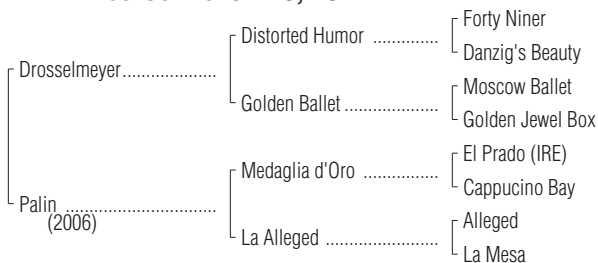 Forty Niner
Distorted Humor ..............
Danzig's Beauty
Drosselmeyer....................
Moscow Ballet
Golden Ballet ....................
Golden Jewel Box
El Prado (IRE)
Medaglia d'Oro ................
Cappucino Bay
Palin ................................
(2006)
Alleged
La Alleged ........................
La Mesa